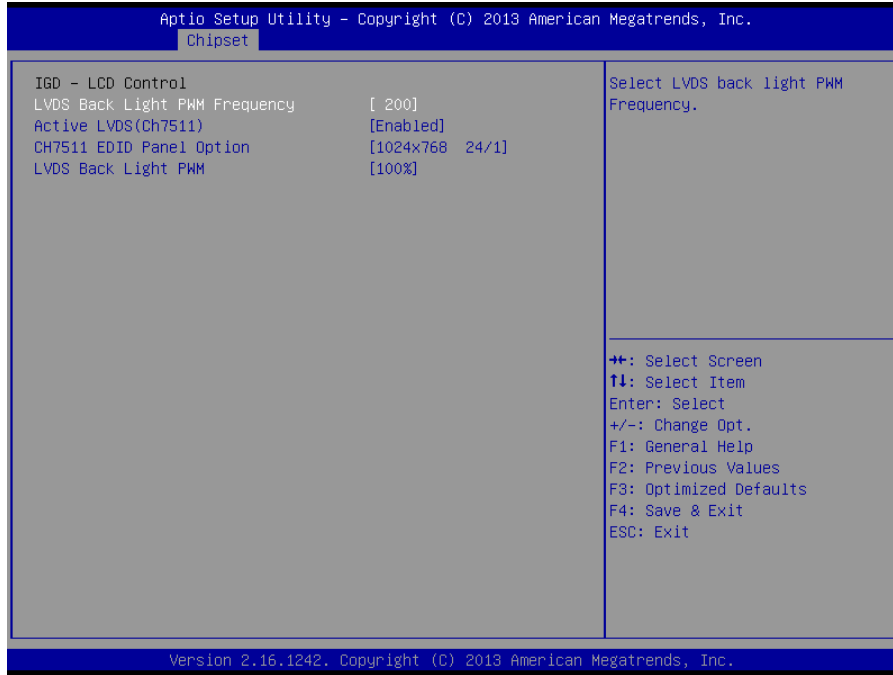 Aptio Setup Utility – Copyright (C) 2013 American Megatrends, Inc.
Chipset
IGD – LCD Control
LVDS Back Light PWM Frequency [ 200]
Active LVDS(Ch7511) [Enabled]
CH7511 EDID Panel Option [1024x768 24/1]
LVDS Back Light PWM [100%]
Select LVDS back light PWM
Frequency.
→←: Select Screen
↑↓: Select Item
Enter: Select
+/-: Change Opt.
F1: General Help
F2: Previous Values
F3: Optimized Defaults
F4: Save & Exit
ESC: Exit
Version 2.16.1242. Copyright (C) 2013 American Megatrends, Inc.